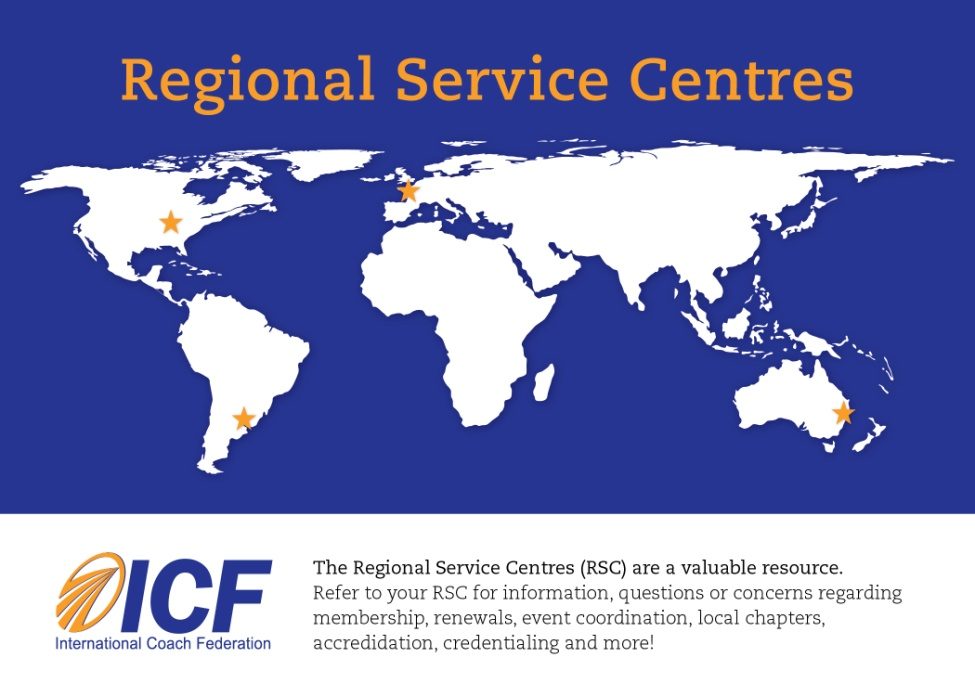 Regional Service Centres
ICF
International Coach Federation
The Regional Service Centres (RSC) are a valuable resource.
Refer to your RSC for information, questions or concerns regarding
membership, renewals, event coordination, local chapters,
accredidation, credentialing and more!